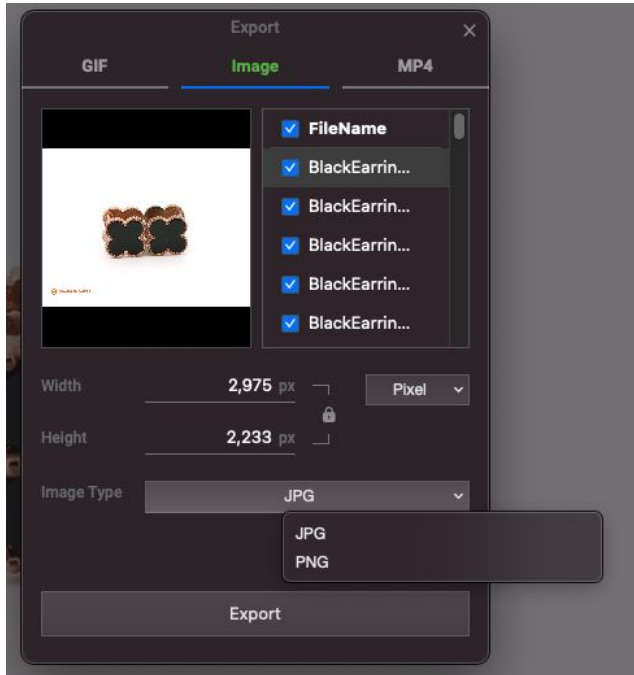 Export
GIF Image MP4
FileName
BlackEarrin...
BlackEarrin...
BlackEarrin...
BlackEarrin...
BlackEarrin...
Width 2,975 px Pixel
Height 2,233 px
Image Type JPG
JPG
PNG
Export